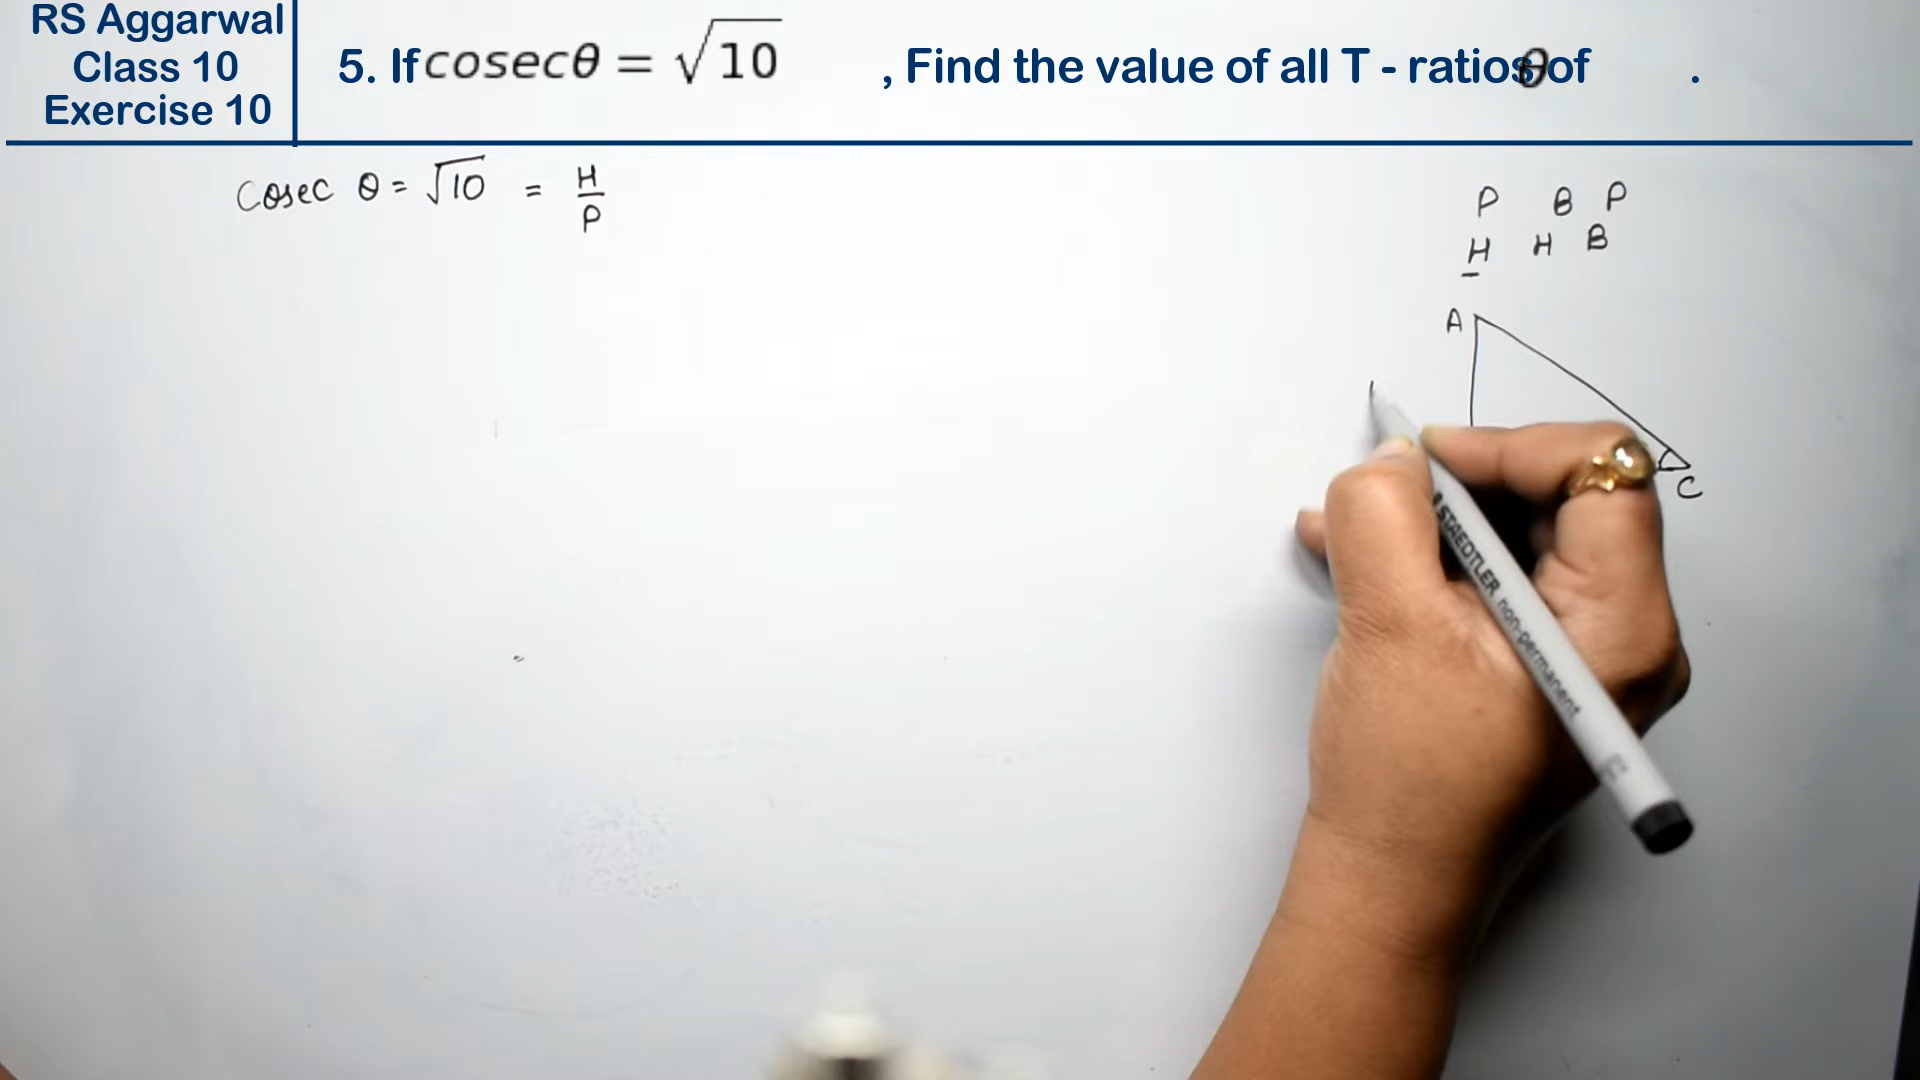 RS Aggarwal
Class 10
Exercise 10
5. If cosecθ = √10 , Find the value of all T - ratios of θ .
Cosec θ = √10 = H/P
P B P
H H B
A
C
STAEDTLER non-permanent F